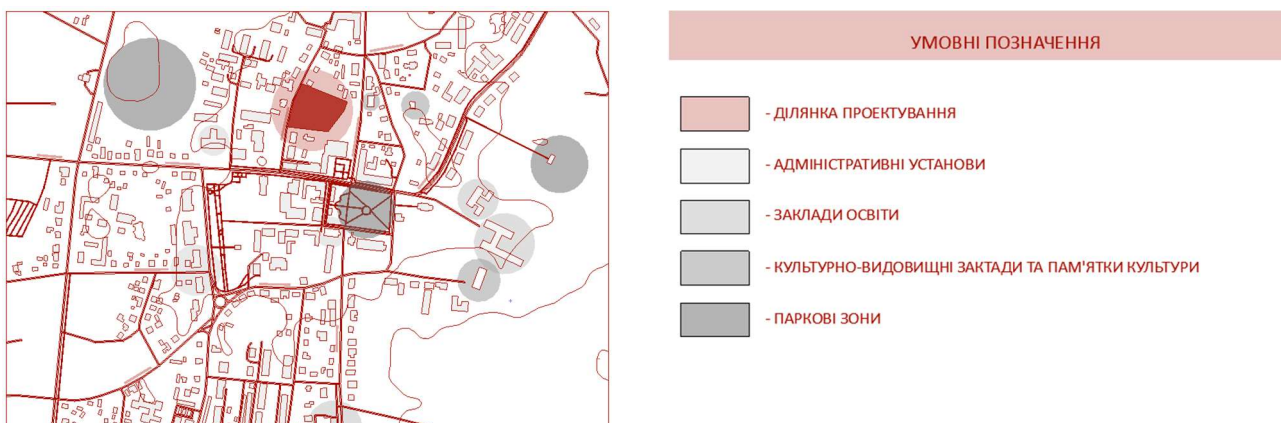 УМОВНІ ПОЗНАЧЕННЯ
- ДІЛЯНКА ПРОЕКТУВАННЯ
- АДМІНІСТРАТИВНІ УСТАНОВИ
- ЗАКЛАДИ ОСВІТИ
- КУЛЬТУРНО-ВИДОВИЩНІ ЗАКТАДИ ТА ПАМ'ЯТКИ КУЛЬТУРИ
- ПАРКОВІ ЗОНИ